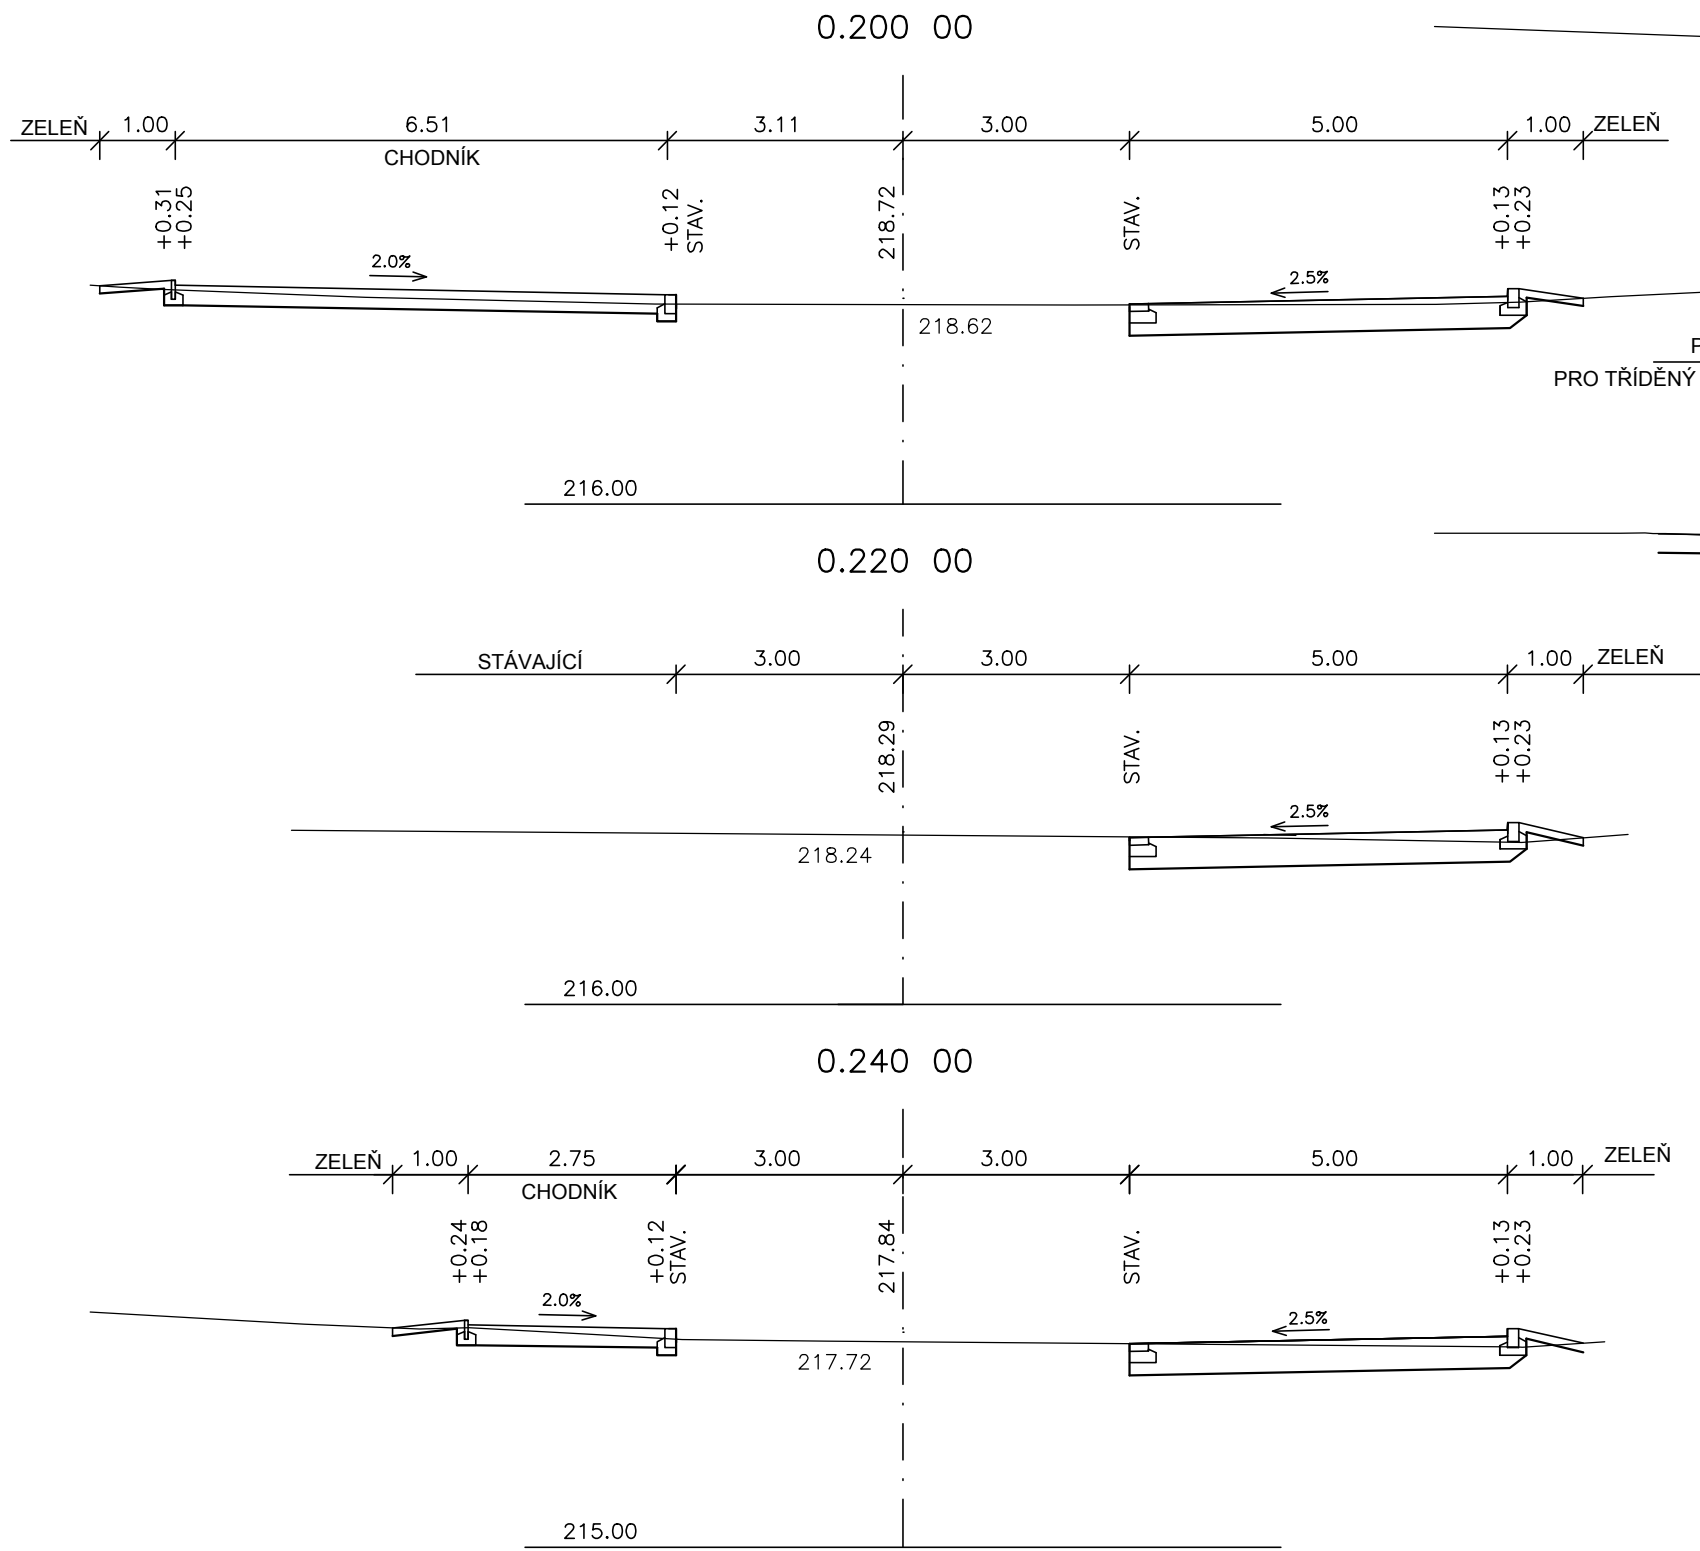 0.200 00
ZELEŇ 1.00 6.51 3.11 3.00 5.00 1.00 ZELEŇ
CHODNÍK
+0.31
+0.25
+0.12
STAV.
218.72
STAV.
+0.13
+0.23
2.0%
2.5%
218.62
PRO TŘÍDĚNÝ
216.00
0.220 00
STÁVAJÍCÍ 3.00 3.00 5.00 1.00 ZELEŇ
218.29
STAV.
+0.13
+0.23
2.5%
218.24
216.00
0.240 00
ZELEŇ 1.00 2.75 3.00 3.00 5.00 1.00 ZELEŇ
CHODNÍK
+0.24
+0.18
+0.12
STAV.
217.84
STAV.
+0.13
+0.23
2.0%
2.5%
217.72
215.00